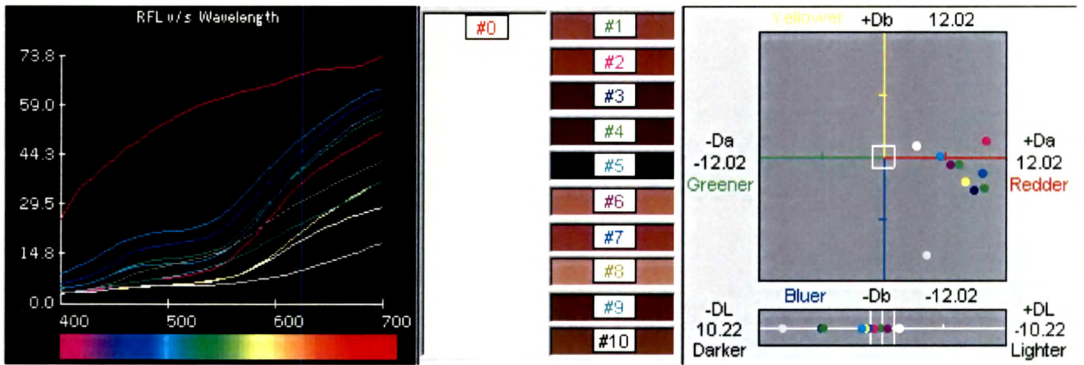 RFL v/s Wavelength
73.8
59.0
44.3
29.5
14.8
0.0
400
500
600
700
#0
#1
#2
#3
#4
#5
#6
#7
#8
#9
#10
Yellower
+Db
12.02
-Da
-12.02
Greener
+Da
12.02
Redder
Bluer
-Db
-12.02
-DL
10.22
Darker
+DL
-10.22
Lighter